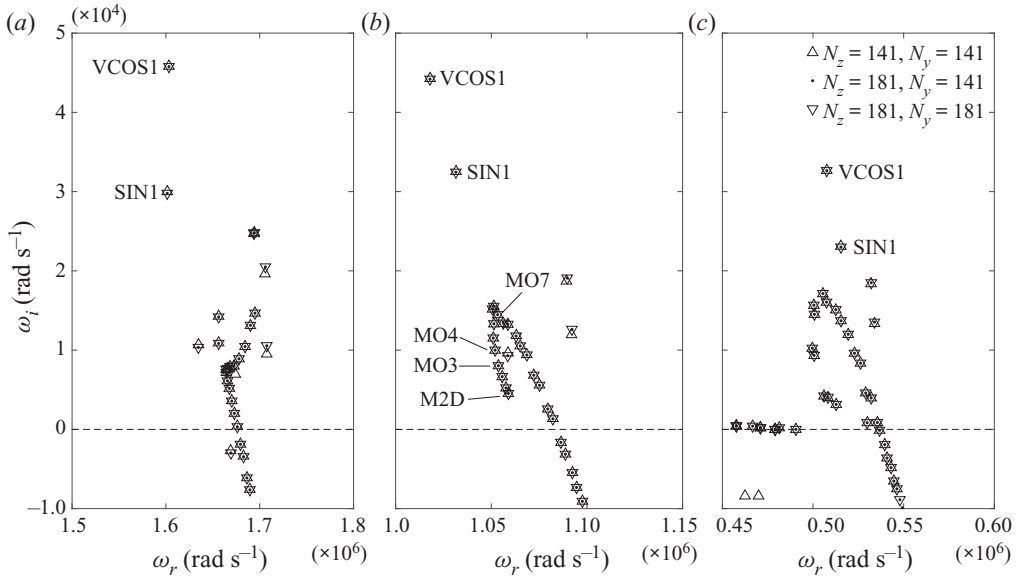 (a) (×10⁴) (b) (c)
5
4
3
2
1
0
–1.0
ω_i (rad s⁻¹)
VCOS1
SIN1
1.5 1.6 1.7 1.8
ω_r (rad s⁻¹) (×10⁶)
VCOS1
SIN1
MO7
MO4
MO3
M2D
1.0 1.05 1.10 1.15
ω_r (rad s⁻¹) (×10⁶)
N_z = 141, N_y = 141
N_z = 181, N_y = 141
N_z = 181, N_y = 181
VCOS1
SIN1
0.45 0.50 0.55 0.60
ω_r (rad s⁻¹) (×10⁶)